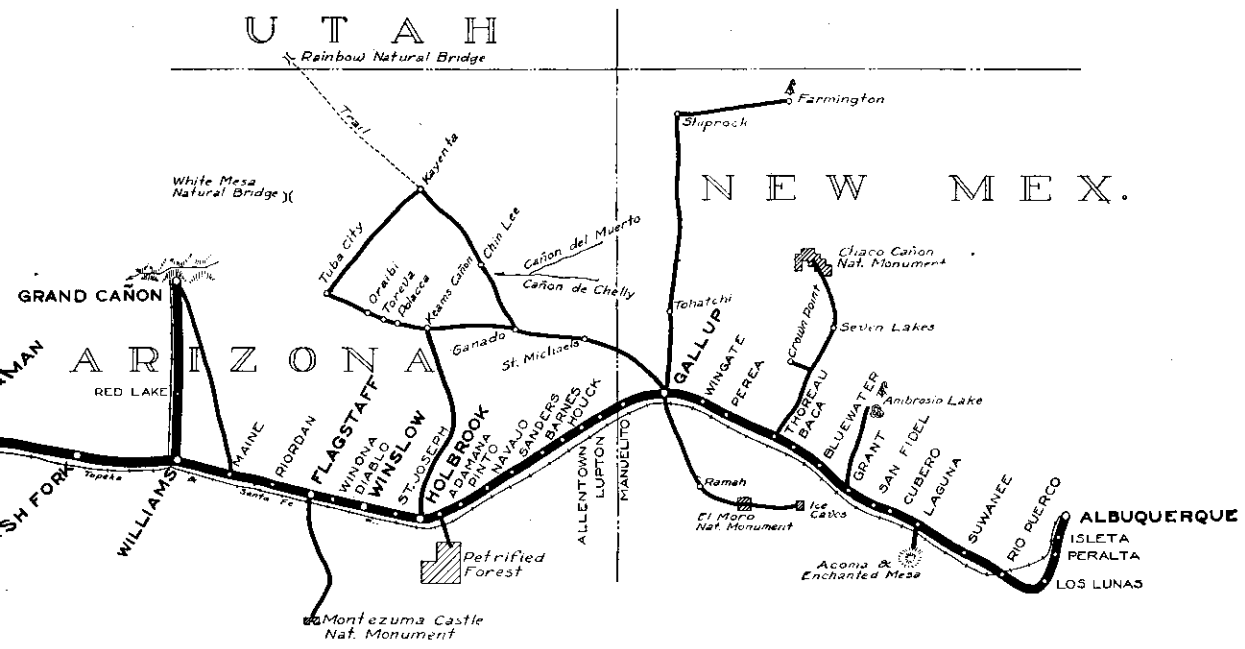 UTAH
Rainbow Natural Bridge
Trail
Kayenta
White Mesa
Natural Bridge
Farmington
Shiprock
NEW MEX.
Tuba City
Oraibi
Toreva
Polacca
Keams Cañon
Chin Lee
Cañon del Muerto
Cañon de Chelly
Chaco Cañon
Nat. Monument
GRAND CAÑON
Tohatchi
Crown Point
Seven Lakes
Ganado
St. Michaels
ARIZONA
RED LAKE
GALLUP
WINGATE
PEREA
THOREAU
BACA
BLUEWATER
Ambrosio Lake
GRANT
SAN FIDEL
CUBERO
LAGUNA
SUWANEE
RIO PUERCO
ALBUQUERQUE
ISLETA
PERALTA
LOS LUNAS
SH FORK
Topeka
WILLIAMS
MAINE
RIORDAN
Santa Fe
FLAGSTAFF
WINONA
DIABLO
WINSLOW
ST. JOSEPH
HOLBROOK
ADAMANA
PINTO
NAVAJO
SANDERS
BARNES
HOUCK
ALLENTOWN
LUPTON
MANUELITO
Ramah
El Moro
Nat. Monument
Ice
Caves
Acoma &
Enchanted Mesa
Petrified
Forest
Montezuma Castle
Nat. Monument